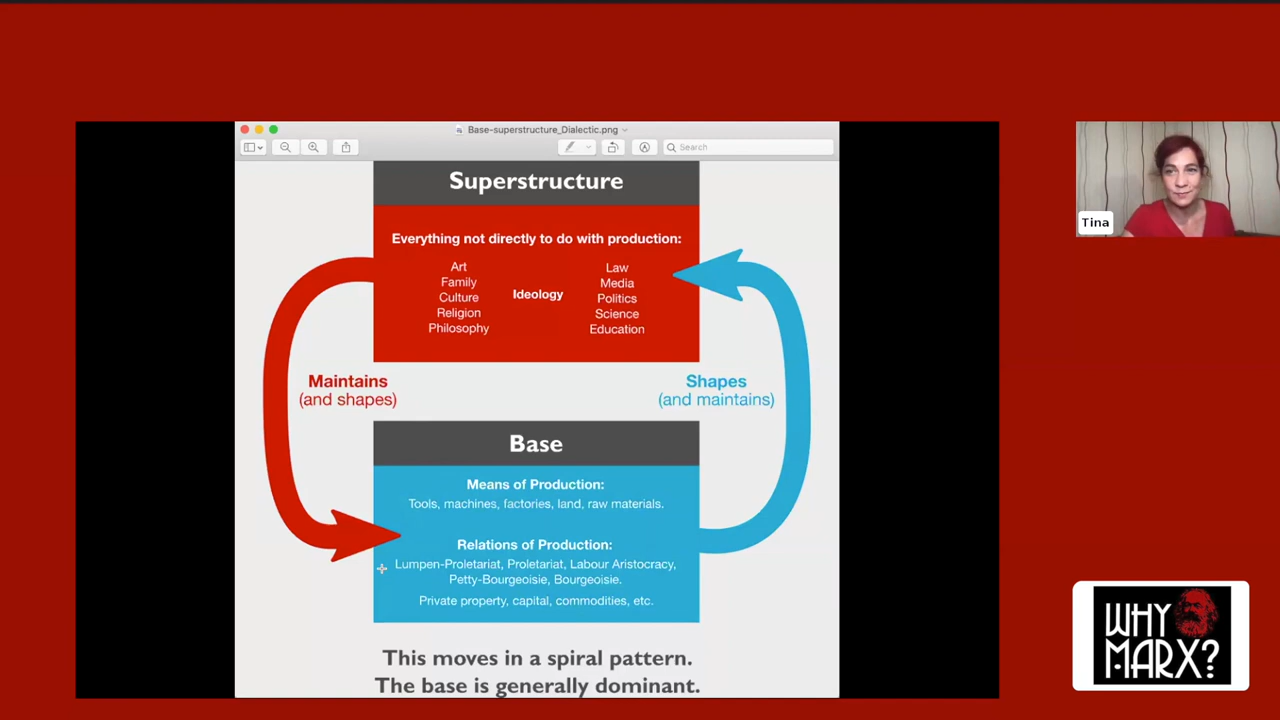 Base-superstructure_Dialectic.png
Search
Superstructure
Everything not directly to do with production:
Art
Family
Culture
Religion
Philosophy
Ideology
Law
Media
Politics
Science
Education
Maintains
(and shapes)
Shapes
(and maintains)
Base
Means of Production:
Tools, machines, factories, land, raw materials.
Relations of Production:
Lumpen-Proletariat, Proletariat, Labour Aristocracy,
Petty-Bourgeoisie, Bourgeoisie.
Private property, capital, commodities, etc.
This moves in a spiral pattern.
The base is generally dominant.
Tina
WHY
MARX?